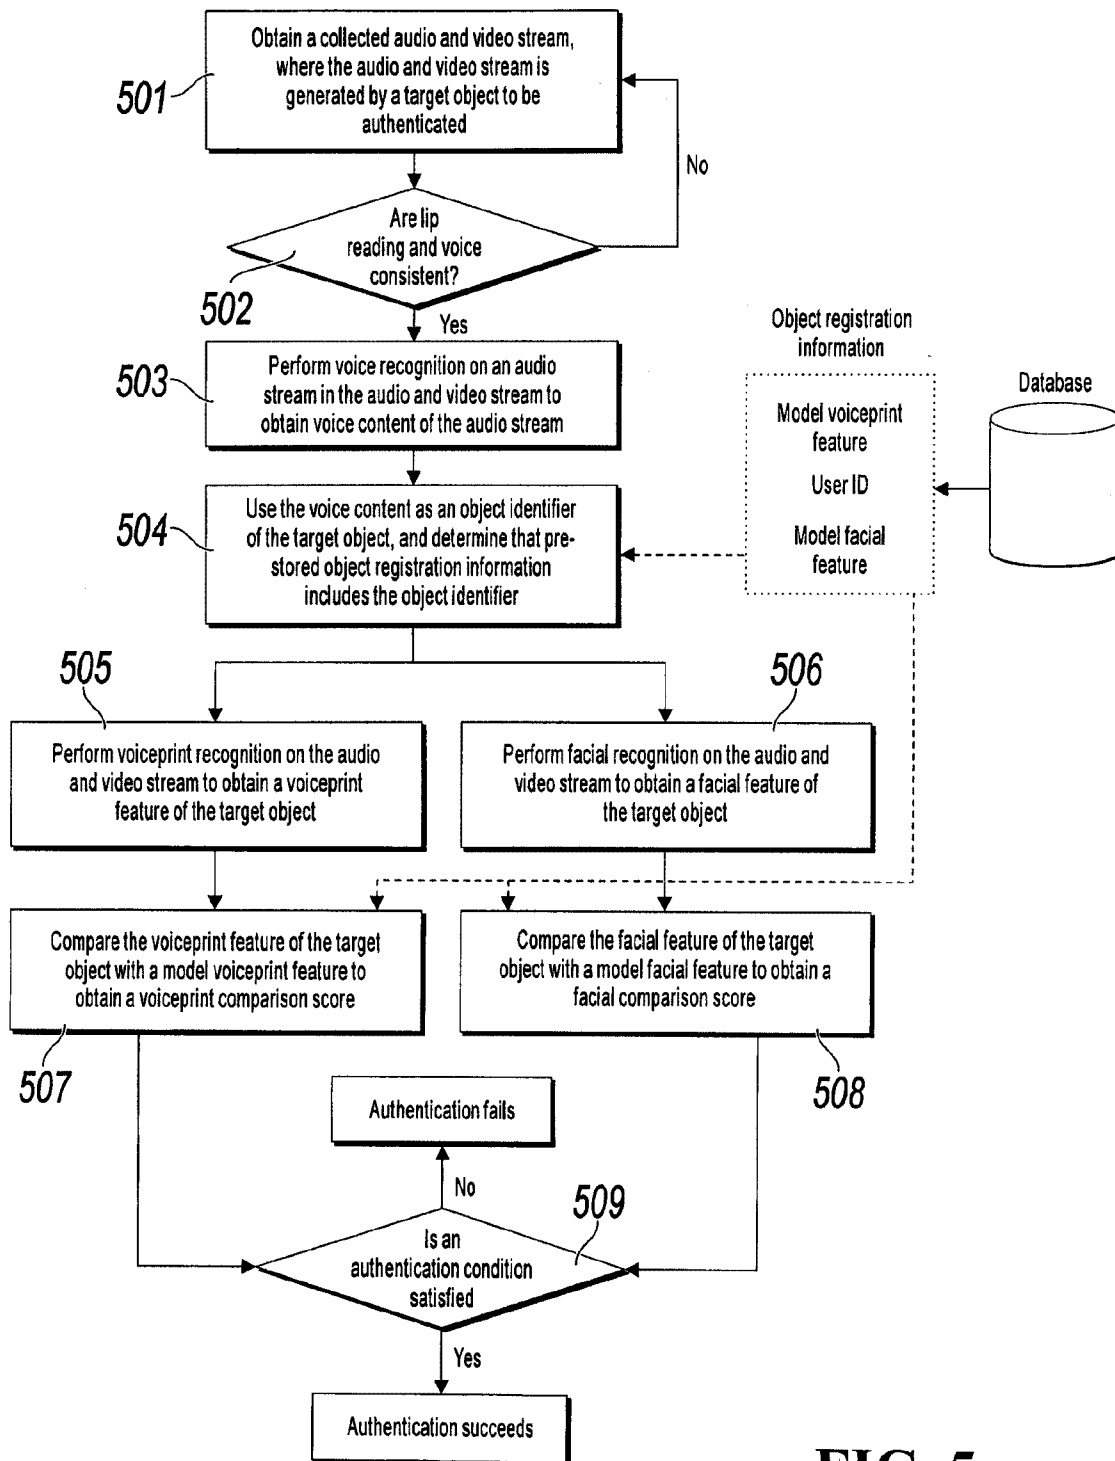 Obtain a collected audio and video stream,
where the audio and video stream is
generated by a target object to be
authenticated
501
No
Are lip
reading and voice
consistent?
502
Yes
Object registration
information
503
Perform voice recognition on an audio
stream in the audio and video stream to
obtain voice content of the audio stream
Database
Model voiceprint
feature
User ID
Model facial
feature
504
Use the voice content as an object identifier
of the target object, and determine that pre-
stored object registration information
includes the object identifier
505
506
Perform voiceprint recognition on the audio
and video stream to obtain a voiceprint
feature of the target object
Perform facial recognition on the audio and
video stream to obtain a facial feature of
the target object
Compare the voiceprint feature of the target
object with a model voiceprint feature to
obtain a voiceprint comparison score
Compare the facial feature of the target
object with a model facial feature to obtain a
facial comparison score
507
508
Authentication fails
No
509
Is an
authentication condition
satisfied
Yes
Authentication succeeds
FIG. 5